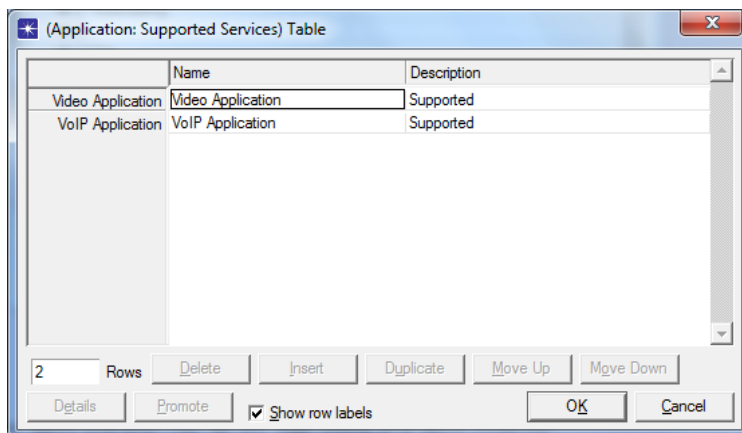 (Application: Supported Services) Table
Name Description
Video Application Video Application Supported
VoIP Application VoIP Application Supported
2 Rows Delete Insert Duplicate Move Up Move Down
Details Promote Show row labels OK Cancel